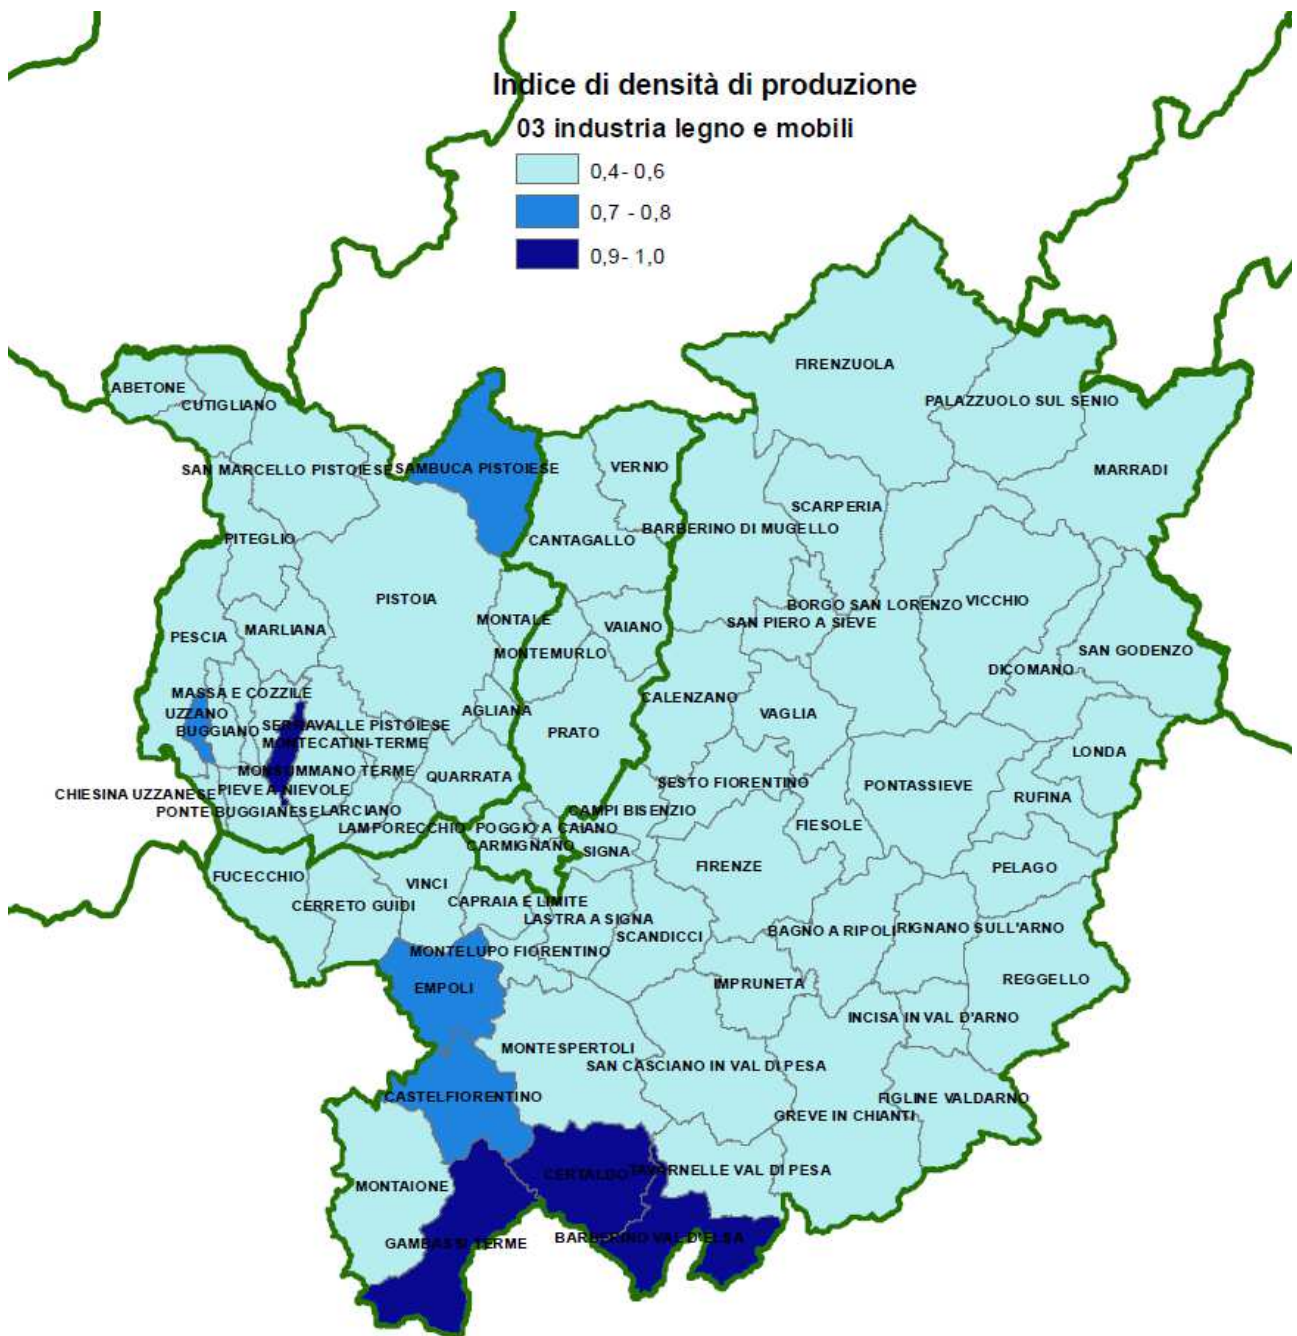 Indice di densità di produzione
03 industria legno e mobili
0,4- 0,6
0,7 - 0,8
0,9- 1,0
FIRENZUOLA
ABETONE
CUTIGLIANO
PALAZZUOLO SUL SENIO
SAN MARCELLO PISTOIESE
SAMBUCA PISTOIESE
VERNIO
MARRADI
SCARPERIA
BARBERINO DI MUGELLO
PITEGLIO
CANTAGALLO
PISTOIA
BORGO SAN LORENZO
VICCHIO
MONTALE
SAN PIERO A SIEVE
PESCIA
MARLIANA
VAIANO
MONTEMURLO
SAN GODENZO
DICOMANO
MASSA E COZZILE
CALENZANO
UZZANO
AGLIANA
VAGLIA
SERRAVALLE PISTOIESE
BUGGIANO
PRATO
MONTECATINI-TERME
LONDA
MONSUMMANO TERME
QUARRATA
SESTO FIORENTINO
PONTASSIEVE
CHIESINA UZZANESE
PIEVE A NIEVOLE
RUFINA
PONTE BUGGIANESE
LARCIANO
CAMPI BISENZIO
LAMPORECCHIO
POGGIO A CAIANO
FIESOLE
CARMIGNANO
SIGNA
FIRENZE
PELAGO
FUCECCHIO
VINCI
CERRETO GUIDI
CAPRAIA E LIMITE
LASTRA A SIGNA
SCANDICCI
BAGNO A RIPOLI
RIGNANO SULL'ARNO
MONTELUPO FIORENTINO
EMPOLI
IMPRUNETA
REGGELLO
INCISA IN VAL D'ARNO
MONTESPERTOLI
SAN CASCIANO IN VAL DI PESA
CASTELFIORENTINO
FIGLINE VALDARNO
GREVE IN CHIANTI
CERTALDO
TAVARNELLE VAL DI PESA
MONTAIONE
GAMBASSI TERME
BARBERINO VAL D'ELSA